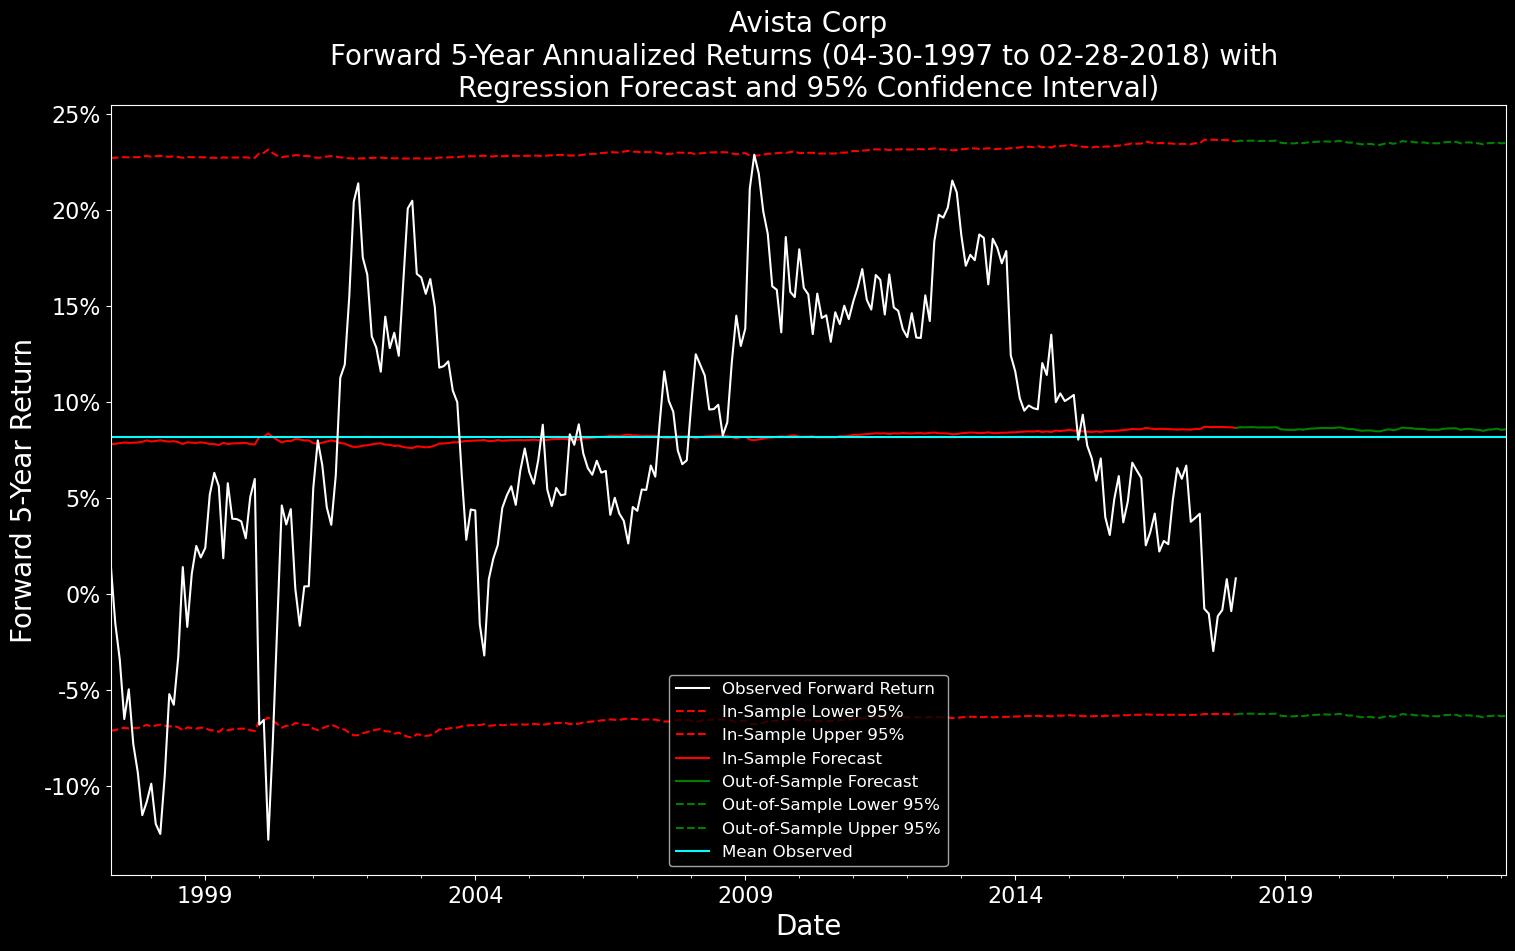 Avista Corp
Forward 5-Year Annualized Returns (04-30-1997 to 02-28-2018) with
Regression Forecast and 95% Confidence Interval)
25%
20%
15%
10%
5%
0%
-5%
-10%
Forward 5-Year Return
Observed Forward Return
In-Sample Lower 95%
In-Sample Upper 95%
In-Sample Forecast
Out-of-Sample Forecast
Out-of-Sample Lower 95%
Out-of-Sample Upper 95%
Mean Observed
1999
2004
2009
2014
2019
Date